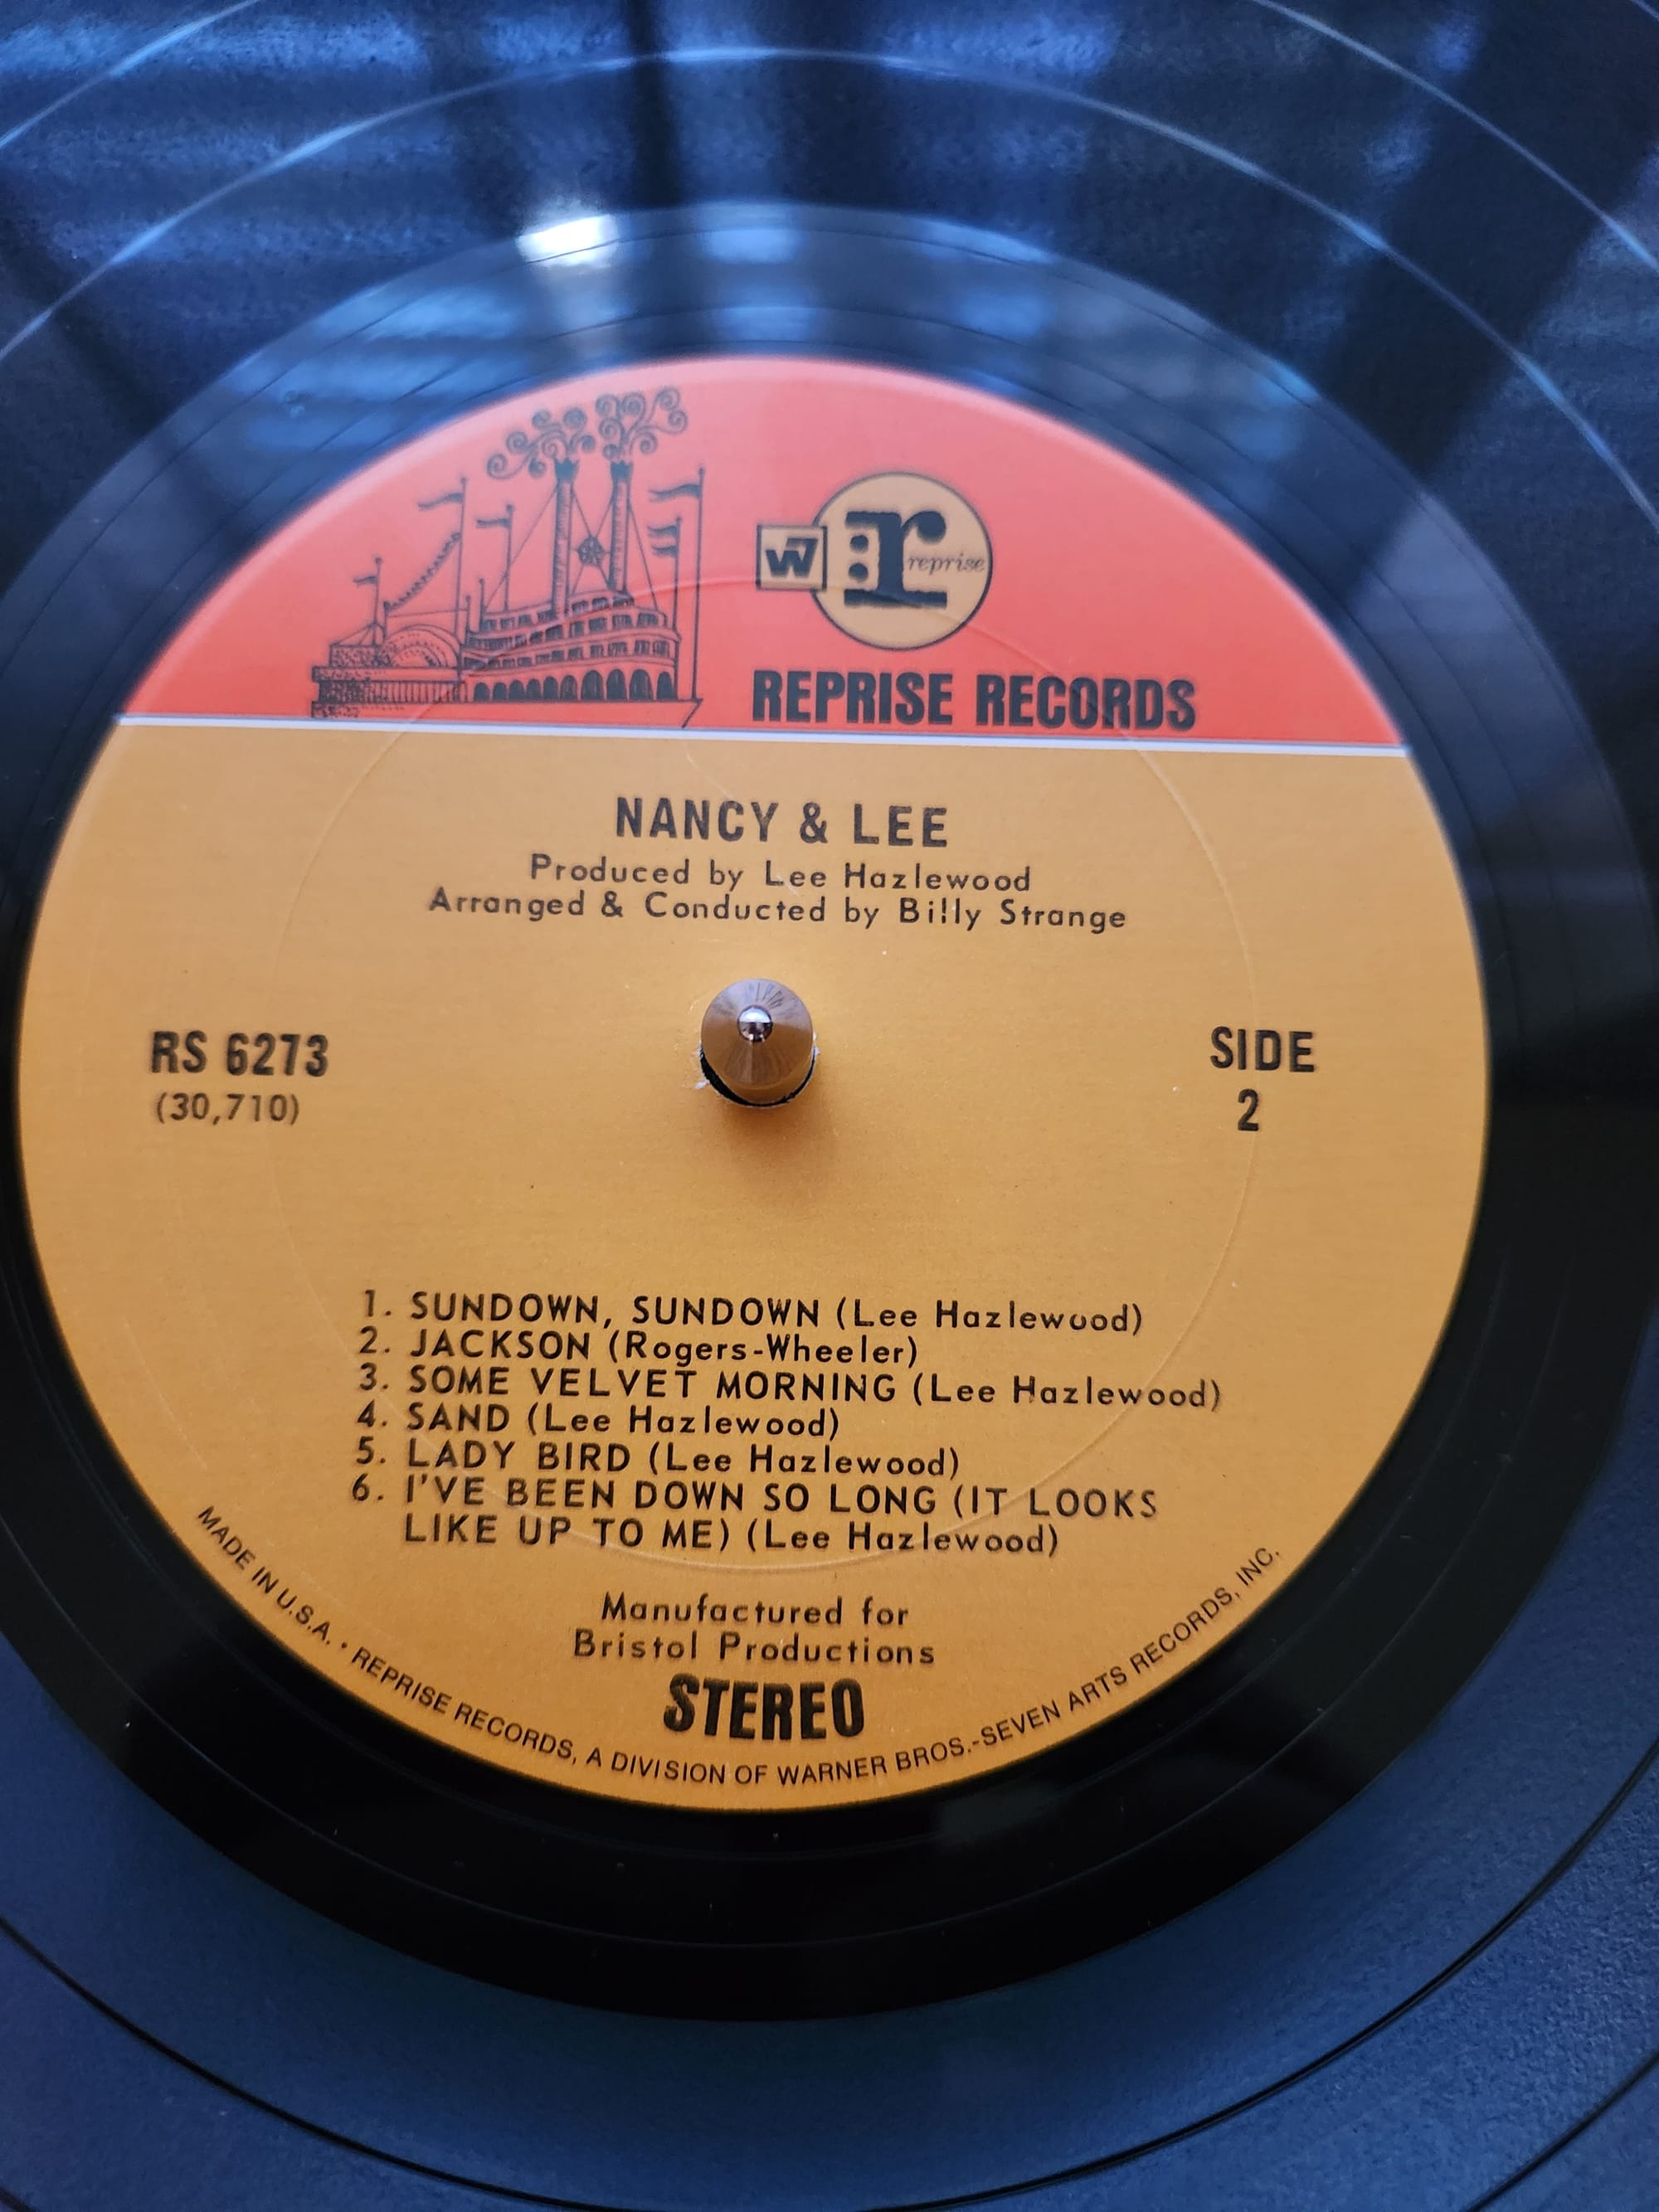 W7
r:
reprise
REPRISE RECORDS
NANCY & LEE
Produced by Lee Hazlewood
Arranged & Conducted by Billy Strange
RS 6273
(30,710)
SIDE
2
1. SUNDOWN, SUNDOWN (Lee Hazlewood)
2. JACKSON (Rogers-Wheeler)
3. SOME VELVET MORNING (Lee Hazlewood)
4. SAND (Lee Hazlewood)
5. LADY BIRD (Lee Hazlewood)
6. I'VE BEEN DOWN SO LONG (IT LOOKS
LIKE UP TO ME) (Lee Hazlewood)
Manufactured for
Bristol Productions
STEREO
MADE IN U.S.A. • REPRISE RECORDS, A DIVISION OF WARNER BROS.-SEVEN ARTS RECORDS, INC.